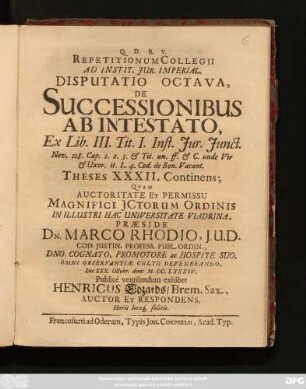 Q. D. B. V.
REPETITIONUM COLLEGII
AD INSTIT. JUR. IMPERIAL.
DISPUTATIO OCTAVA,
DE
SUCCESSIONIBUS
AB INTESTATO,
Ex Lib. III. Tit. I. Inst. Jur. Junct.
Nov. 118. Cap. 1. 2. 3. & Tit. un. ff. & C. unde Vir
& Uxor. it. L. 4. Cod. de Bon. Vacant.
THESES XXXII. Continens;
QUAM
AUCTORITATE ET PERMISSU
MAGNIFICI JCTORUM ORDINIS
IN ILLUSTRI HAC UNIVERSITATE VIADRINA,
PRÆSIDE
DN. MARCO RHODIO, J.U.D.
COD. JUSTIN. PROFESS. PUBL. ORDIN.,
DNO. COGNATO, PROMOTORE ac HOSPITE SUO,
OMNI OBSERVANTIÆ CULTU DEVENERANDO,
Die XXX. Anni M. DC. LXXXIV.
Publicè ventilandum exhibet
HENRICUS Edzards/ Brem. Sax.,
AUCTOR ET RESPONDENS,
Horis locoq; solitis.
Francofurti ad Oderam, Typis Joh. Acad. Typ.